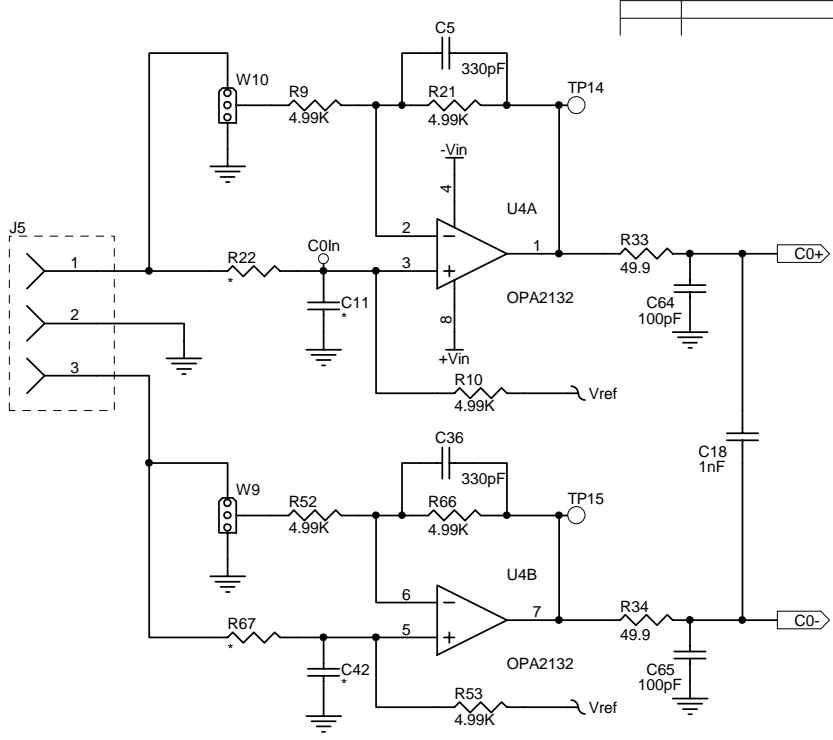 C5
330pF
W10
R9
4.99K
R21
4.99K
TP14
-Vin
4
U4A
2
1
J5
1
R22
*
C0In
3
R33
49.9
C0+
C11
*
8
OPA2132
C64
100pF
2
+Vin
3
R10
4.99K
Vref
C36
330pF
C18
1nF
W9
R52
4.99K
R66
4.99K
TP15
U4B
6
7
R67
*
5
R34
49.9
C0-
C42
*
OPA2132
C65
100pF
R53
4.99K
Vref